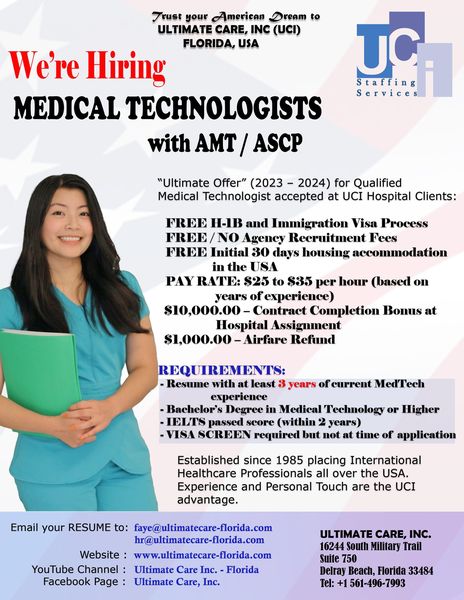 Trust your American Dream to
ULTIMATE CARE, INC (UCI)
FLORIDA, USA
UCi
Staffing
Services
We're Hiring
MEDICAL TECHNOLOGISTS
with AMT / ASCP
“Ultimate Offer” (2023 – 2024) for Qualified
Medical Technologist accepted at UCI Hospital Clients:
FREE H-1B and Immigration Visa Process
FREE / NO Agency Recruitment Fees
FREE Initial 30 days housing accommodation
in the USA
PAY RATE: $25 to $35 per hour (based on
years of experience)
$10,000.00 – Contract Completion Bonus at
Hospital Assignment
$1,000.00 – Airfare Refund
REQUIREMENTS:
- Resume with at least 3 years of current MedTech
experience
- Bachelor's Degree in Medical Technology or Higher
- IELTS passed score (within 2 years)
- VISA SCREEN required but not at time of application
Established since 1985 placing International
Healthcare Professionals all over the USA.
Experience and Personal Touch are the UCI
advantage.
Email your RESUME to: faye@ultimatecare-florida.com
hr@ultimatecare-florida.com
Website : www.ultimatecare-florida.com
YouTube Channel : Ultimate Care Inc. - Florida
Facebook Page : Ultimate Care, Inc.
ULTIMATE CARE, INC.
16244 South Military Trail
Suite 750
Delray Beach, Florida 33484
Tel: +1 561-496-7993